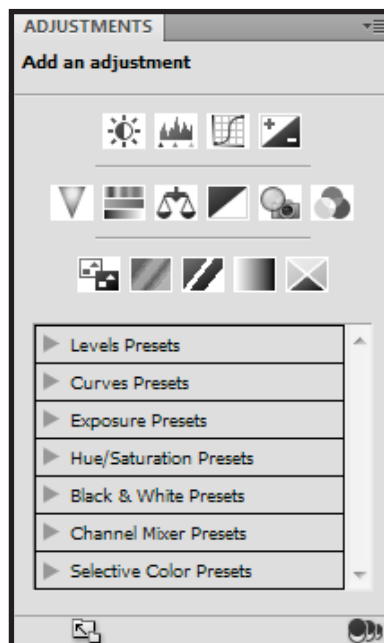 ADJUSTMENTS
Add an adjustment
Levels Presets
Curves Presets
Exposure Presets
Hue/Saturation Presets
Black & White Presets
Channel Mixer Presets
Selective Color Presets